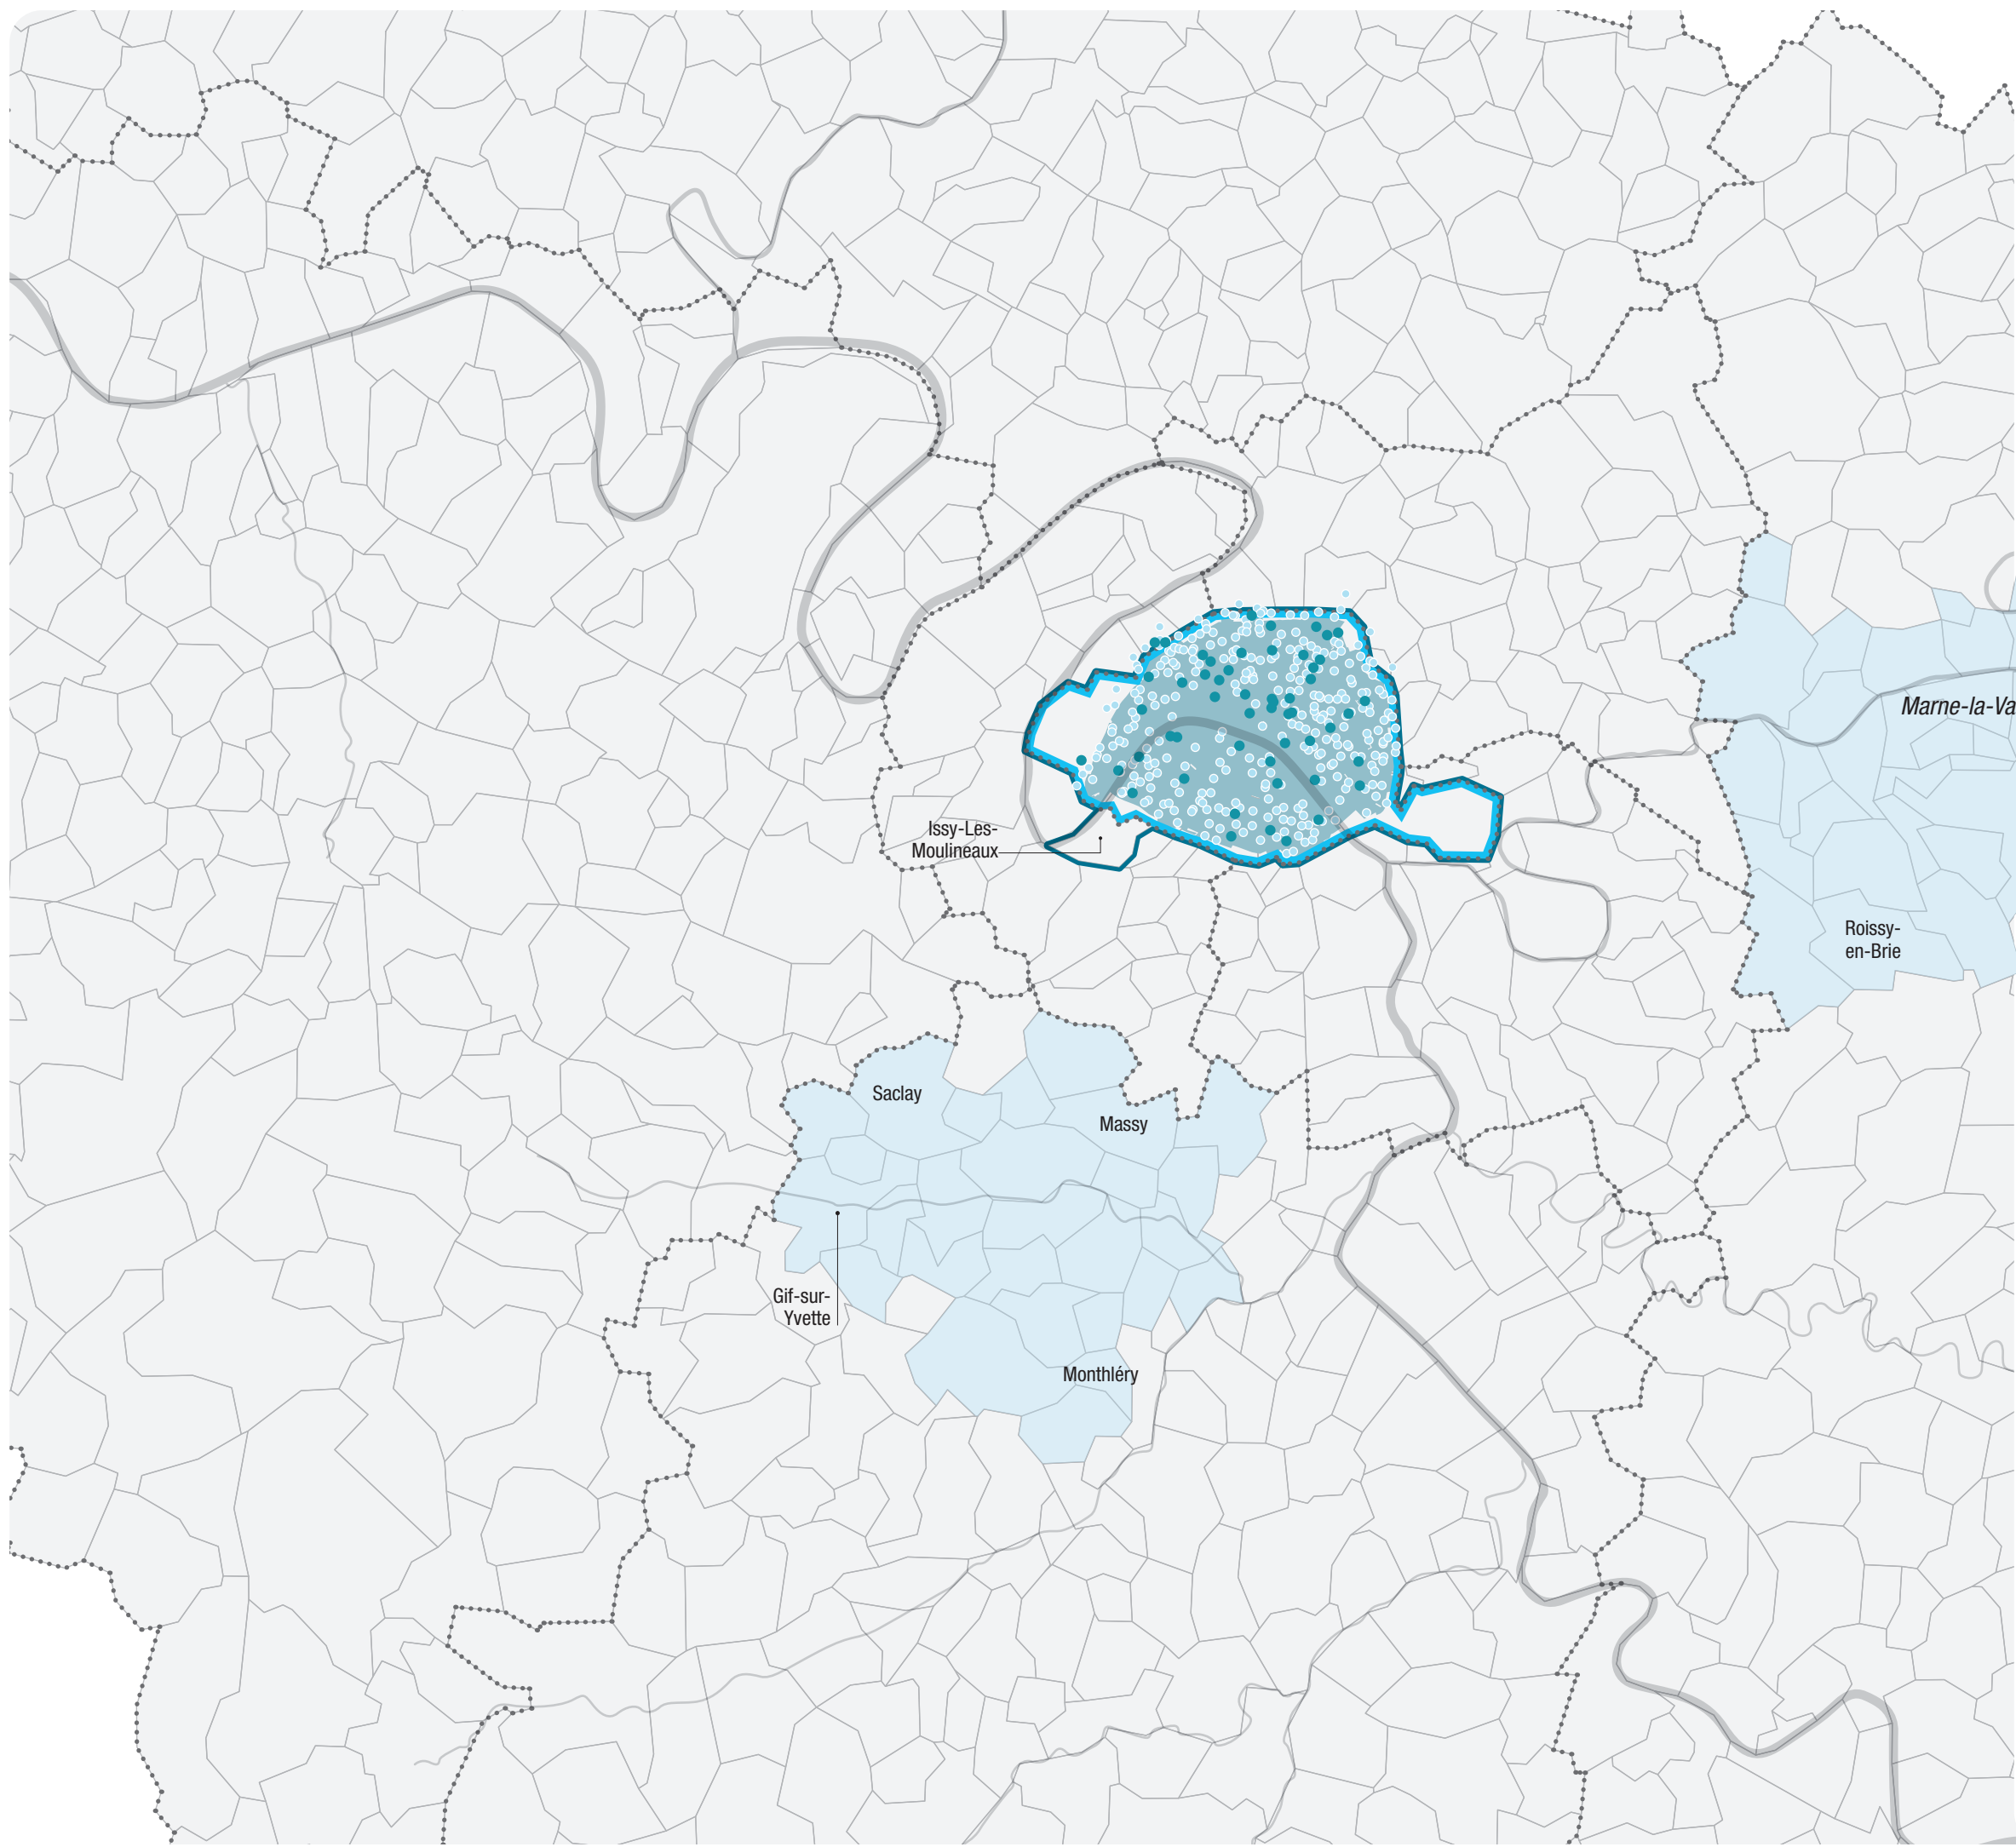 Marne-la-Va
Issy-Les-
Moulineaux
Roissy-
en-Brie
Saclay
Massy
Gif-sur-
Yvette
Monthléry